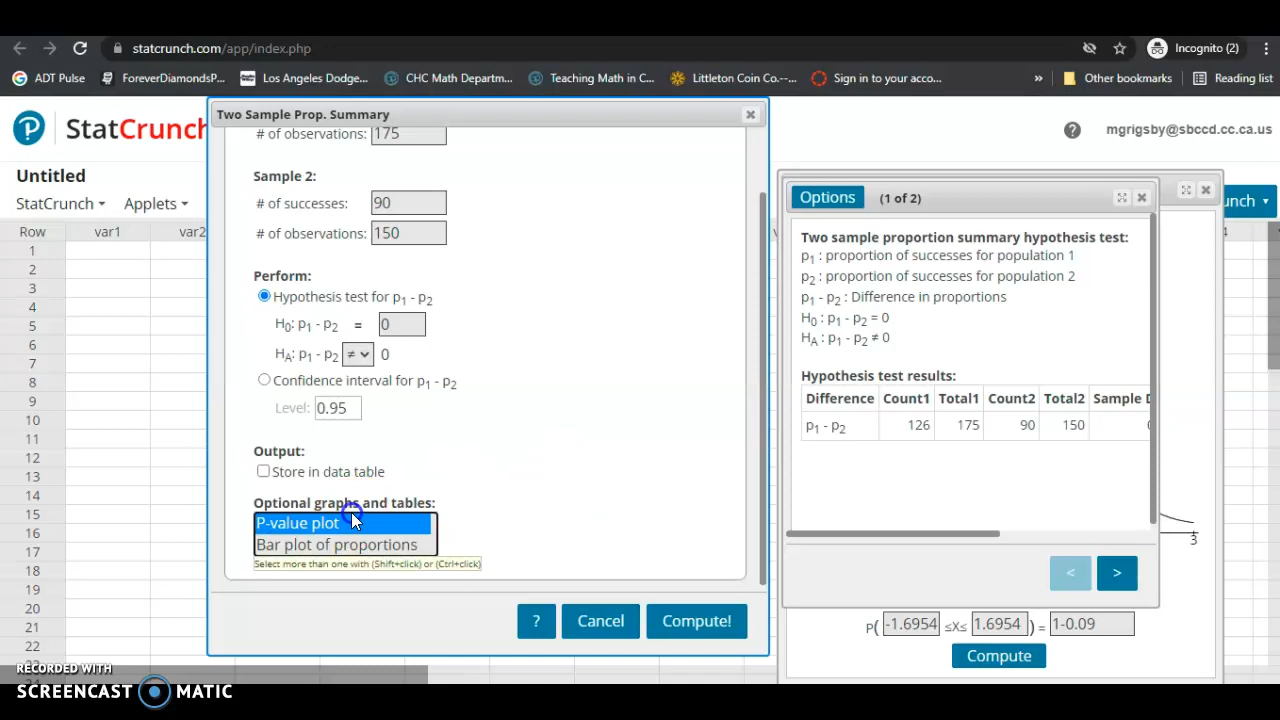 statcrunch.com/app/index.php
Incognito (2)
ADT Pulse
ForeverDiamondsP...
Los Angeles Dodge...
CHC Math Departm...
Teaching Math in C...
Littleton Coin Co.--...
Sign in to your acco...
»
Other bookmarks
Reading list
StatCrunch
mgrigsby@sbccd.cc.ca.us
Untitled
StatCrunch
Applets
Row
var1
var2
1
2
3
4
5
6
7
8
9
10
11
12
13
14
15
16
17
18
19
20
21
22
Two Sample Prop. Summary
# of observations: 175
Sample 2:
# of successes: 90
# of observations: 150
Perform:
Hypothesis test for p1 - p2
H0: p1 - p2 = 0
HA: p1 - p2 ≠ 0
Confidence interval for p1 - p2
Level: 0.95
Output:
Store in data table
Optional graphs and tables:
P-value plot
Bar plot of proportions
Select more than one with (Shift+click) or (Ctrl+click)
?
Cancel
Compute!
unch
Options
(1 of 2)
Two sample proportion summary hypothesis test:
p1 : proportion of successes for population 1
p2 : proportion of successes for population 2
p1 - p2 : Difference in proportions
H0 : p1 - p2 = 0
HA : p1 - p2 ≠ 0
Hypothesis test results:
Difference Count1 Total1 Count2 Total2 Sample D
p1 - p2 126 175 90 150
<
>
3
P( -1.6954 ≤X≤ 1.6954 ) = 1-0.09
Compute
RECORDED WITH
SCREENCAST MATIC